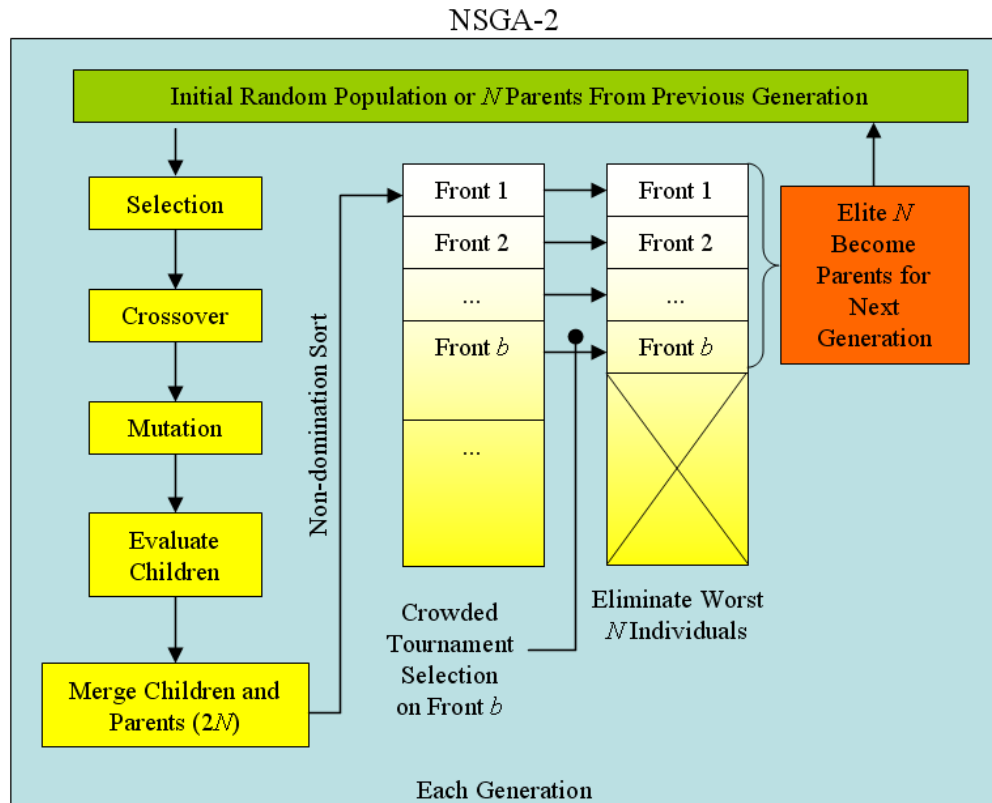 NSGA-2
Initial Random Population or N Parents From Previous Generation
Selection
Crossover
Mutation
Evaluate
Children
Merge Children and
Parents (2N)
Non-domination Sort
Front 1
Front 2
...
Front b
...
Crowded
Tournament
Selection
on Front b
Front 1
Front 2
...
Front b
Eliminate Worst
N Individuals
Elite N
Become
Parents for
Next
Generation
Each Generation